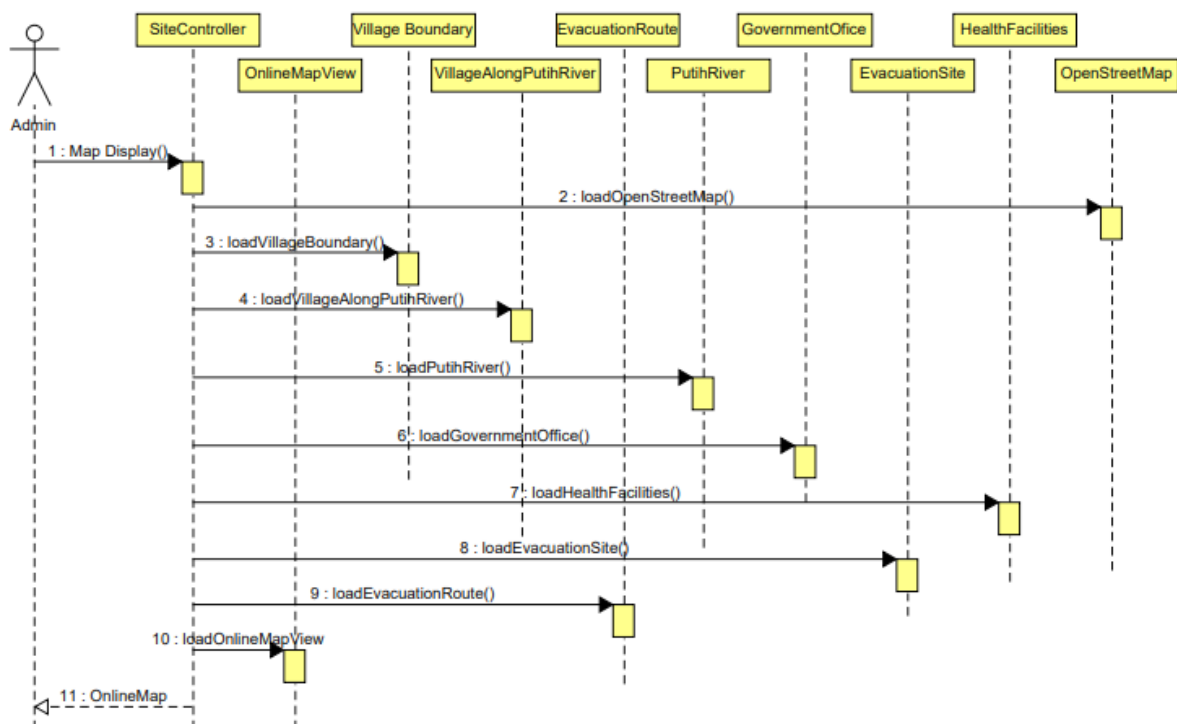 SiteController
Village Boundary
EvacuationRoute
GovernmentOfice
HealthFacilities
OnlineMapView
VillageAlongPutihRiver
PutihRiver
EvacuationSite
OpenStreetMap
Admin
1 : Map Display()
2 : loadOpenStreetMap()
3 : loadVillageBoundary()
4 : loadVillageAlongPutihRiver()
5 : loadPutihRiver()
6 : loadGovernmentOffice()
7 : loadHealthFacilities()
8 : loadEvacuationSite()
9 : loadEvacuationRoute()
10 : loadOnlineMapView
11 : OnlineMap